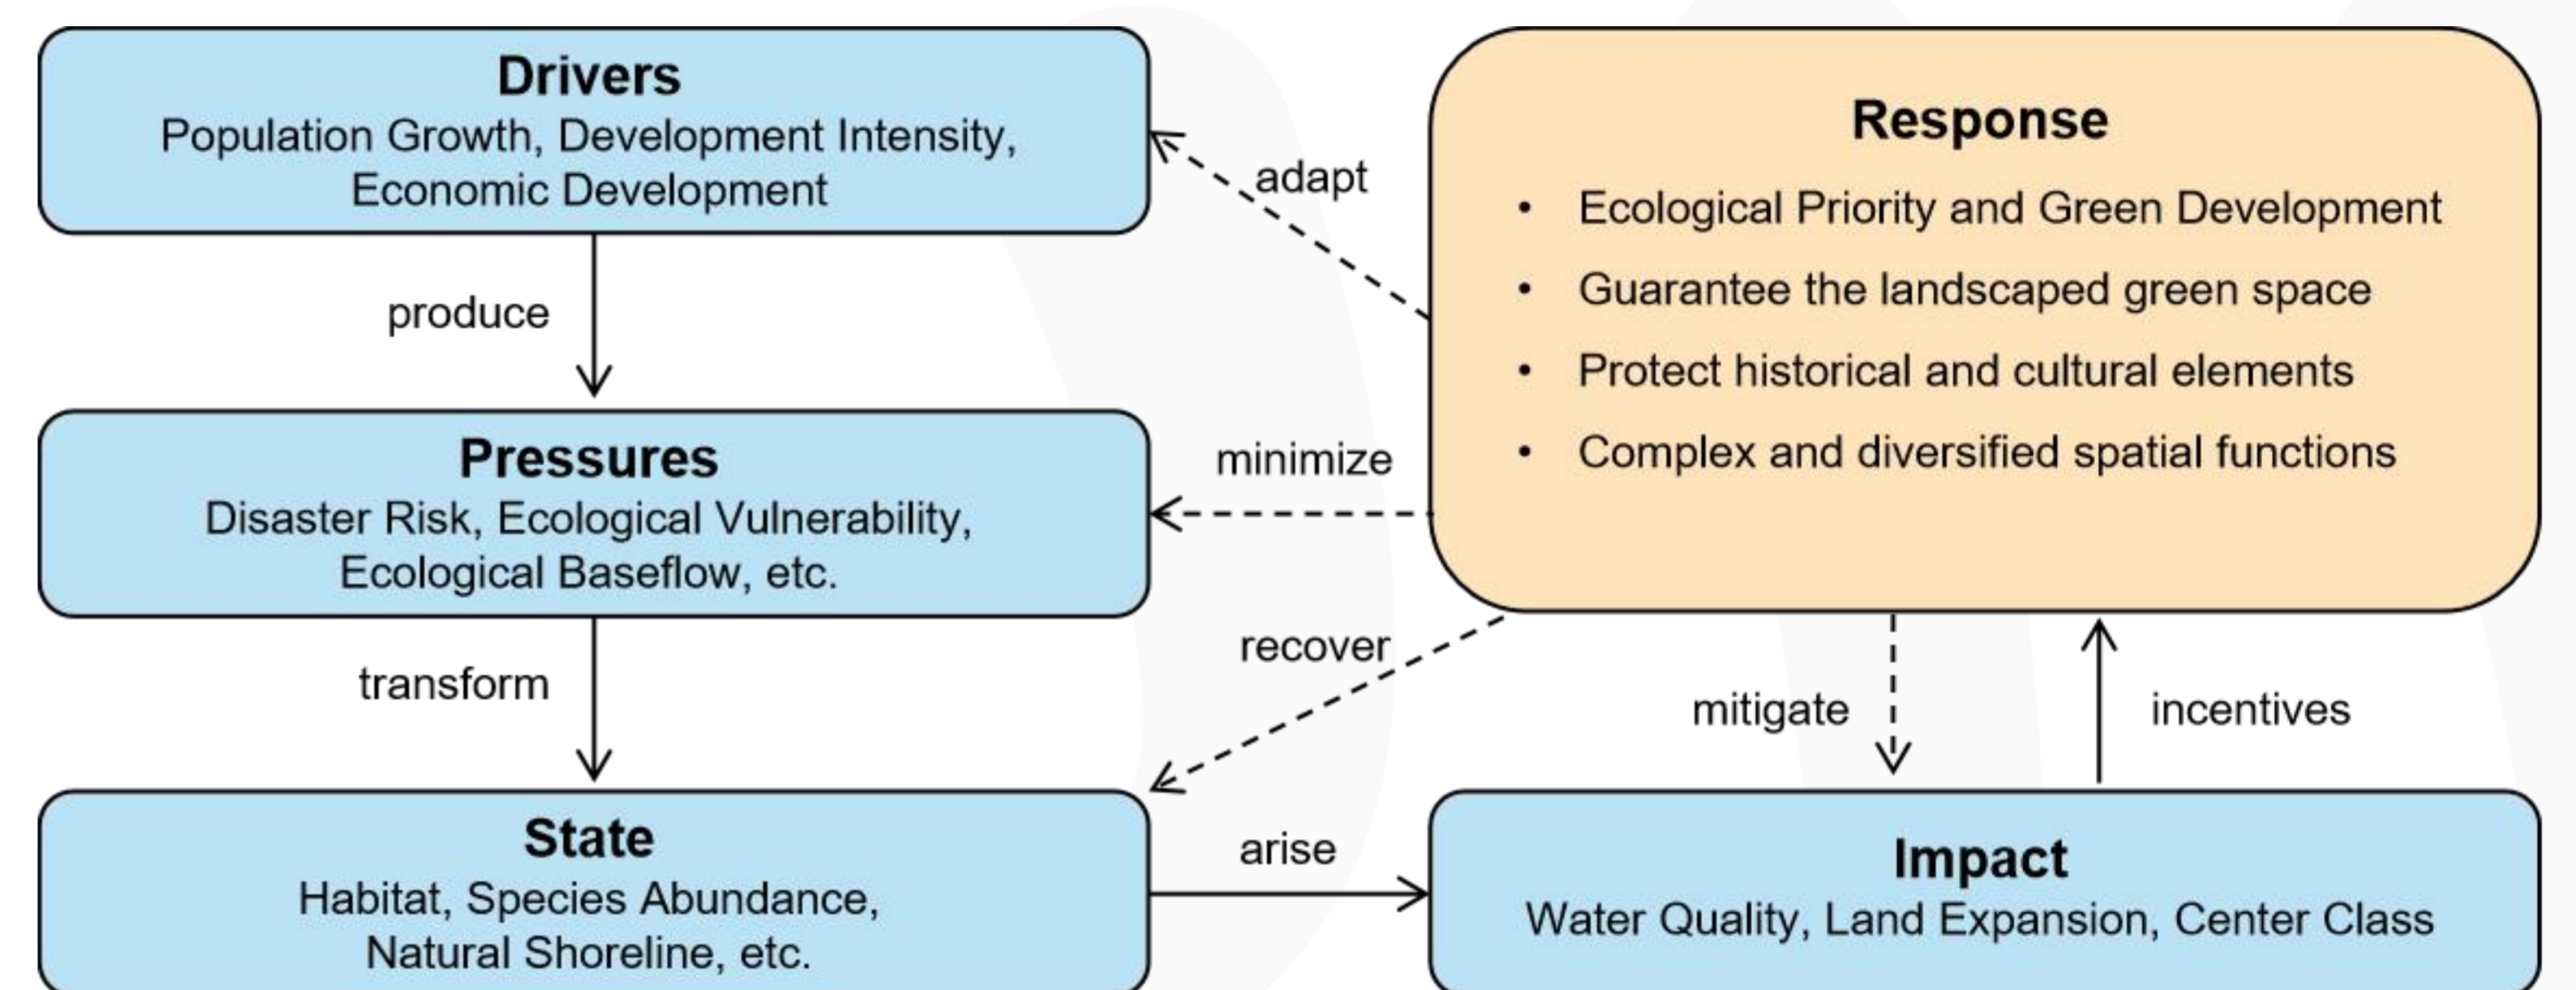 Drivers
Population Growth, Development Intensity,
Economic Development
produce
Pressures
Disaster Risk, Ecological Vulnerability,
Ecological Baseflow, etc.
transform
State
Habitat, Species Abundance,
Natural Shoreline, etc.
adapt
minimize
recover
arise
Response
• Ecological Priority and Green Development
• Guarantee the landscaped green space
• Protect historical and cultural elements
• Complex and diversified spatial functions
mitigate
incentives
Impact
Water Quality, Land Expansion, Center Class